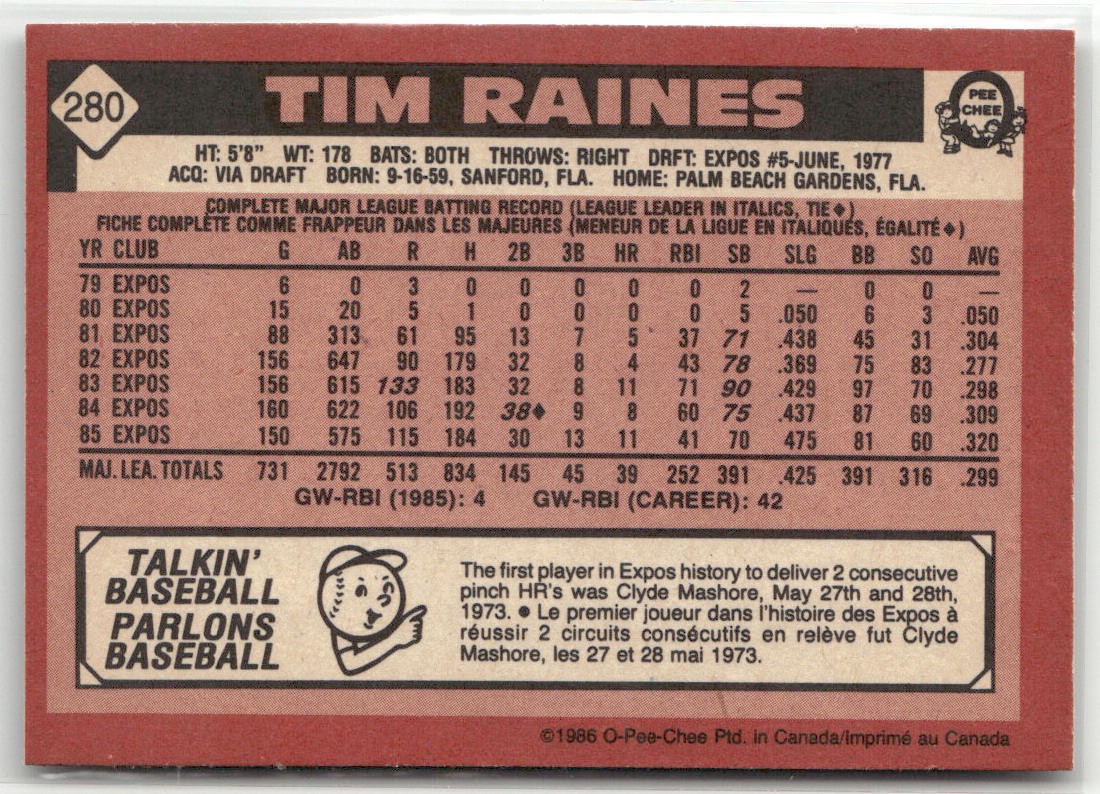 280
TIM RAINES
PEE
CHEE
HT: 5'8" WT: 178 BATS: BOTH THROWS: RIGHT DRFT: EXPOS #5-JUNE, 1977
ACQ: VIA DRAFT BORN: 9-16-59, SANFORD, FLA. HOME: PALM BEACH GARDENS, FLA.
COMPLETE MAJOR LEAGUE BATTING RECORD (LEAGUE LEADER IN ITALICS, TIE♦)
FICHE COMPLÈTE COMME FRAPPEUR DANS LES MAJEURES (MENEUR DE LA LIGUE EN ITALIQUES, ÉGALITÉ♦)
YR CLUB G AB R H 2B 3B HR RBI SB SLG BB SO AVG
79 EXPOS 6 0 3 0 0 0 0 0 2 — 0 0 —
80 EXPOS 15 20 5 1 0 0 0 0 5 .050 6 3 .050
81 EXPOS 88 313 61 95 13 7 5 37 71 .438 45 31 .304
82 EXPOS 156 647 90 179 32 8 4 43 78 .369 75 83 .277
83 EXPOS 156 615 133 183 32 8 11 71 90 .429 97 70 .298
84 EXPOS 160 622 106 192 38♦ 9 8 60 75 .437 87 69 .309
85 EXPOS 150 575 115 184 30 13 11 41 70 .475 81 60 .320
MAJ. LEA. TOTALS 731 2792 513 834 145 45 39 252 391 .425 391 316 .299
GW-RBI (1985): 4 GW-RBI (CAREER): 42
TALKIN'
BASEBALL
PARLONS
BASEBALL
The first player in Expos history to deliver 2 consecutive
pinch HR's was Clyde Mashore, May 27th and 28th,
1973. ● Le premier joueur dans l'histoire des Expos à
réussir 2 circuits consécutifs en relève fut Clyde
Mashore, les 27 et 28 mai 1973.
©1986 O-Pee-Chee Ptd. in Canada/Imprimé au Canada